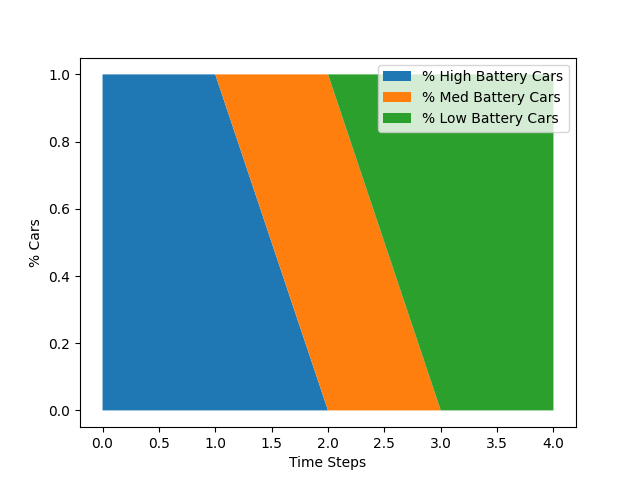 % High Battery Cars
% Med Battery Cars
% Low Battery Cars
1.0
0.8
0.6
0.4
0.2
0.0
% Cars
0.0 0.5 1.0 1.5 2.0 2.5 3.0 3.5 4.0
Time Steps